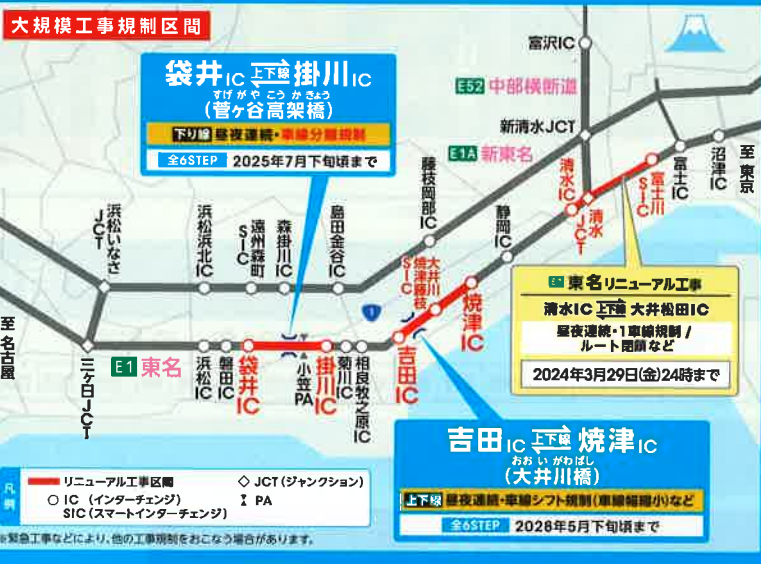 大規模工事規制区間
袋井IC 上下線 掛川IC
すげがやこうかきょう
(菅ヶ谷高架橋)
下り線 昼夜連続・車線分離規制
全6STEP 2025年7月下旬頃まで
富沢IC
E52 中部横断道
新清水JCT
E1A 新東名
藤枝岡部IC
静岡IC
清水IC
清水JCT
富士川SIC
富士IC
沼津IC
至 東京
浜松いなさJCT
浜松浜北IC
遠州森町SIC
森掛川IC
島田金谷IC
1
大井川焼津藤枝SIC
焼津IC
E1 東名リニューアル工事
清水IC 上下線 大井松田IC
昼夜連続・1車線規制/
ルート閉鎖など
2024年3月29日(金)24時まで
至 名古屋
三ヶ日JCT
E1 東名
浜松IC
磐田IC
袋井IC
小笠PA
掛川IC
菊川IC
相良牧之原IC
吉田IC
吉田IC 上下線 焼津IC
おおいがわばし
(大井川橋)
上下線 昼夜連続・車線シフト規制(車線幅縮小)など
全6STEP 2028年5月下旬頃まで
凡例
リニューアル工事区間
JCT(ジャンクション)
IC (インターチェンジ)
PA
SIC(スマートインターチェンジ)
※緊急工事などにより、他の工事規制をおこなう場合があります。